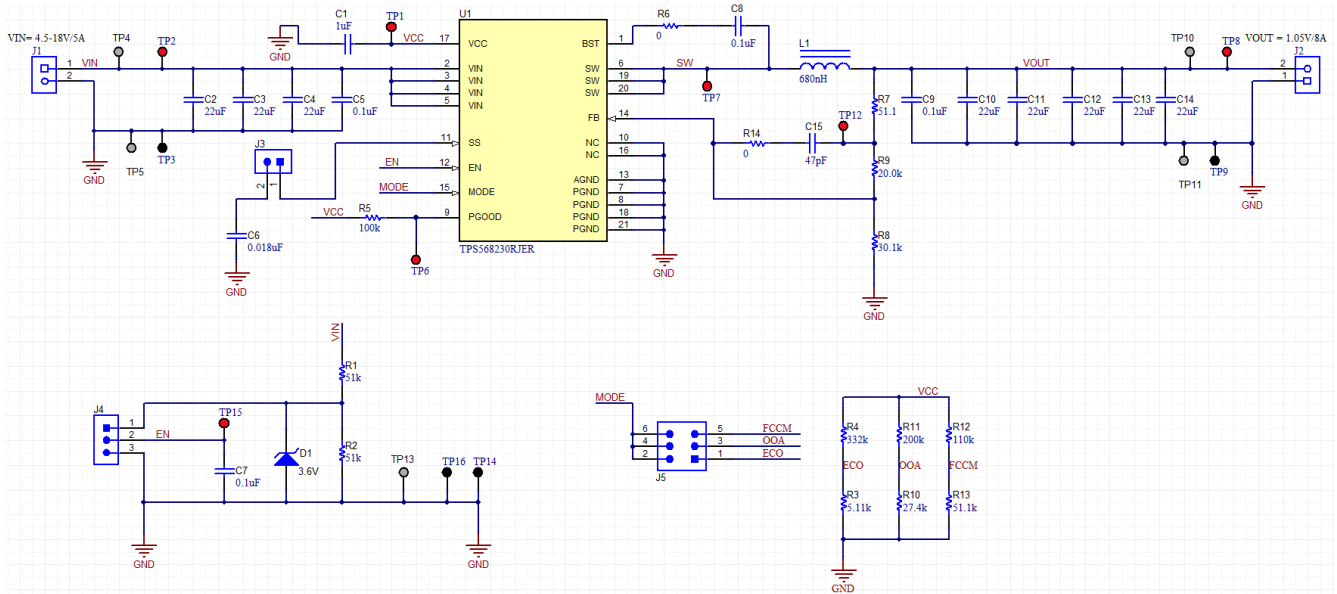 VIN= 4.5-18V/5A
J1
1
2
VIN
TP4
TP2
TP5
TP3
GND
C2
22uF
C3
22uF
C4
22uF
C5
0.1uF
GND
C1
1uF
TP1
VCC
U1
17
VCC
2
VIN
3
VIN
4
VIN
5
VIN
11
SS
12
EN
15
MODE
9
PGOOD
BST
1
SW
6
SW
19
SW
20
FB
14
NC
10
NC
16
AGND
13
PGND
7
PGND
8
PGND
18
PGND
21
TPS568230RJER
J3
2
1
EN
MODE
VCC
R5
100k
TP6
C6
0.018uF
GND
GND
R6
0
C8
0.1uF
SW
TP7
L1
680nH
R14
0
C15
47pF
TP12
R7
51.1
R9
20.0k
R8
30.1k
GND
VOUT
C9
0.1uF
C10
22uF
C11
22uF
C12
22uF
C13
22uF
C14
22uF
TP10
TP8
VOUT = 1.05V/8A
J2
2
1
TP11
TP9
GND
VIN
R1
51k
R2
51k
J4
1
2
3
EN
TP15
C7
0.1uF
D1
3.6V
TP13
TP16
TP14
GND
GND
MODE
6
4
2
5
3
1
J5
FCCM
OOA
ECO
VCC
R4
332k
R11
200k
R12
110k
ECO
OOA
FCCM
R3
5.11k
R10
27.4k
R13
51.1k
GND